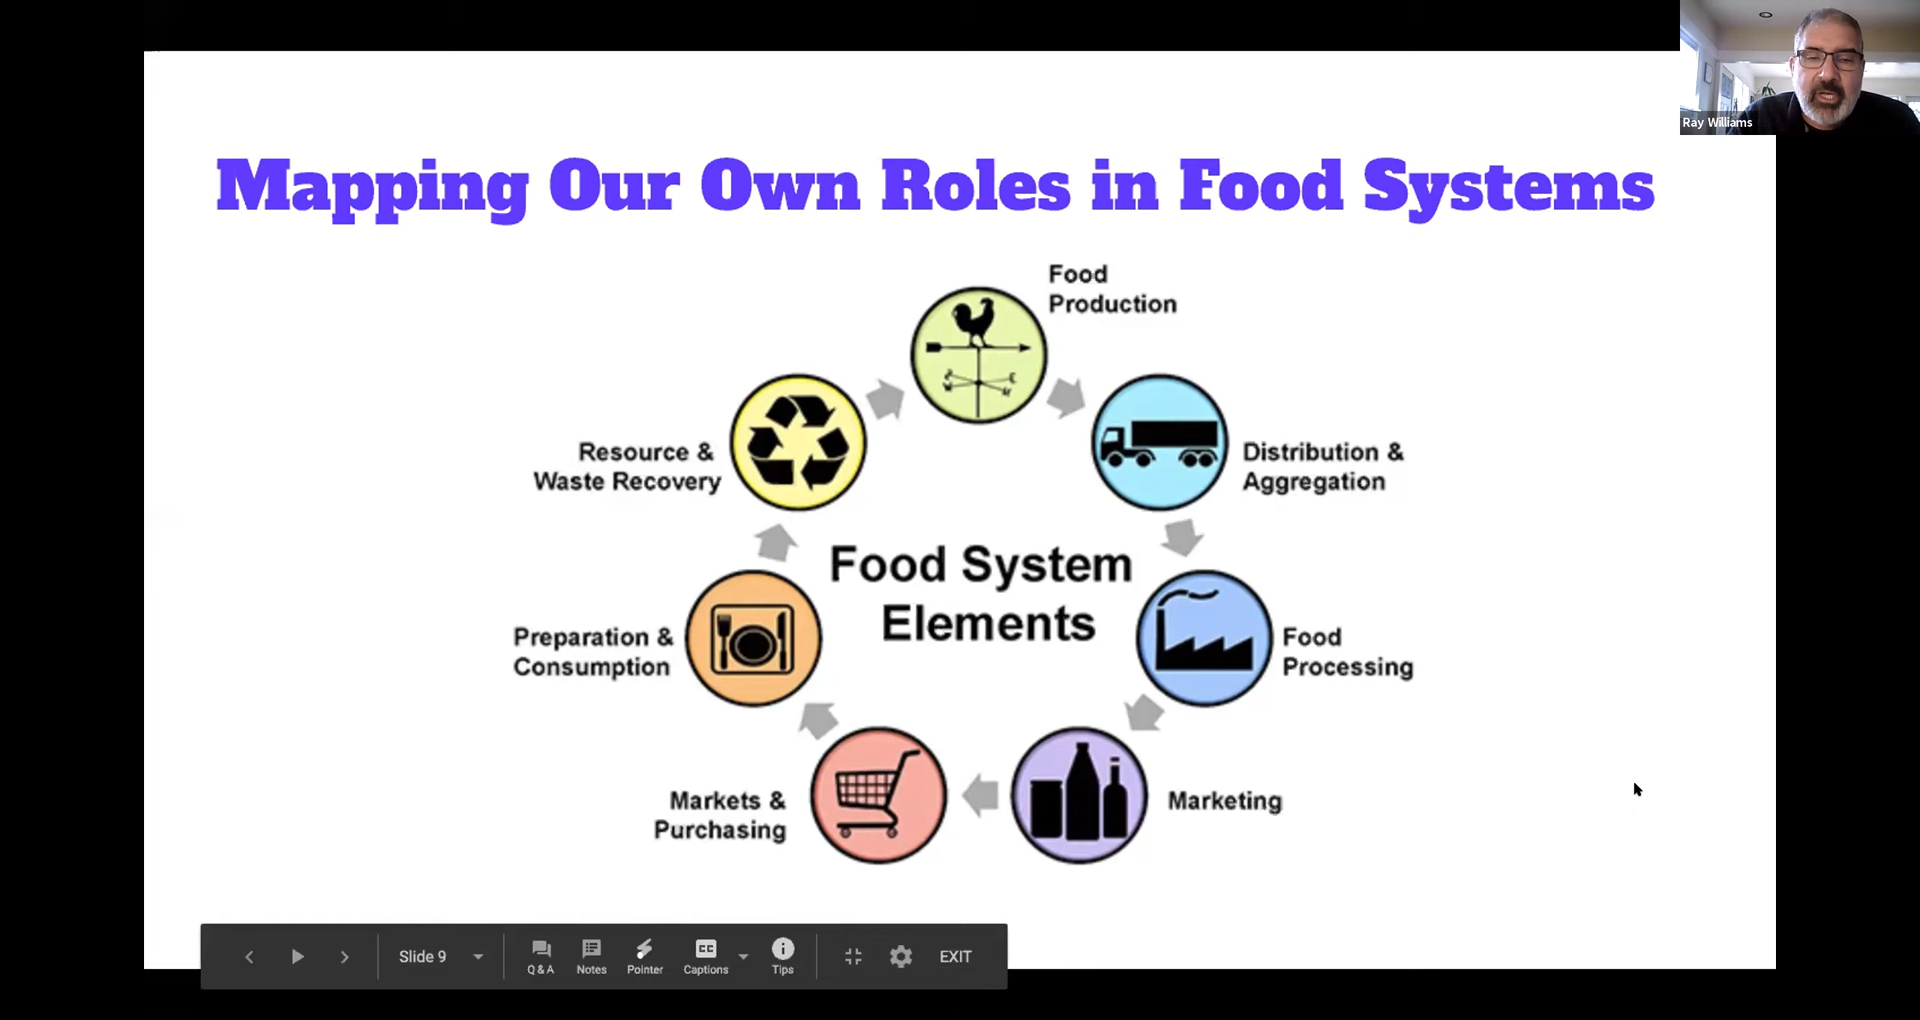 Ray Williams
Mapping Our Own Roles in Food Systems
Food
Production
Distribution &
Aggregation
Food
Processing
Marketing
Markets &
Purchasing
Preparation &
Consumption
Resource &
Waste Recovery
Food System
Elements
Slide 9
Q & A
Notes
Pointer
CC
Captions
Tips
EXIT